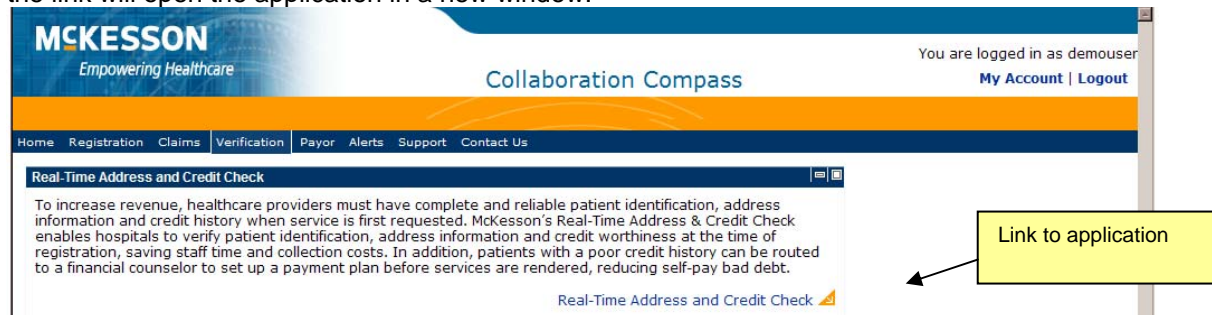 the link will open the application in a new window.
MCKESSON
Empowering Healthcare
Collaboration Compass
You are logged in as demouser
My Account | Logout
Home Registration Claims Verification Payor Alerts Support Contact Us
Real-Time Address and Credit Check
To increase revenue, healthcare providers must have complete and reliable patient identification, address
information and credit history when service is first requested. McKesson's Real-Time Address & Credit Check
enables hospitals to verify patient identification, address information and credit worthiness at the time of
registration, saving staff time and collection costs. In addition, patients with a poor credit history can be routed
to a financial counselor to set up a payment plan before services are rendered, reducing self-pay bad debt.
Real-Time Address and Credit Check
Link to application